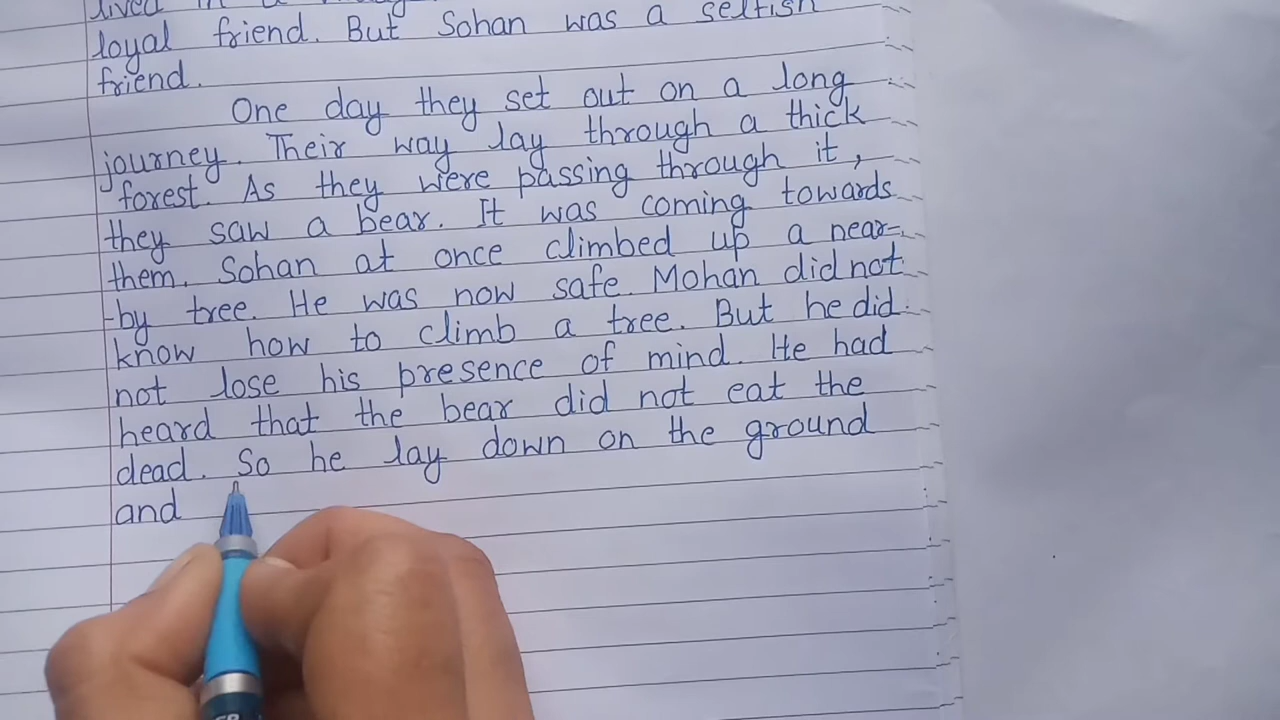 lived in a
loyal friend. But Sohan was a selfish
friend.
One day they set out on a long
journey. Their way lay through a thick
forest. As they were passing through it,
they saw a bear. It was coming towards
them. Sohan at once climbed up a near-
-by tree. He was now safe. Mohan did not
know how to climb a tree. But he did
not lose his presence of mind. He had
heard that the bear did not eat the
dead. So he lay down on the ground
and